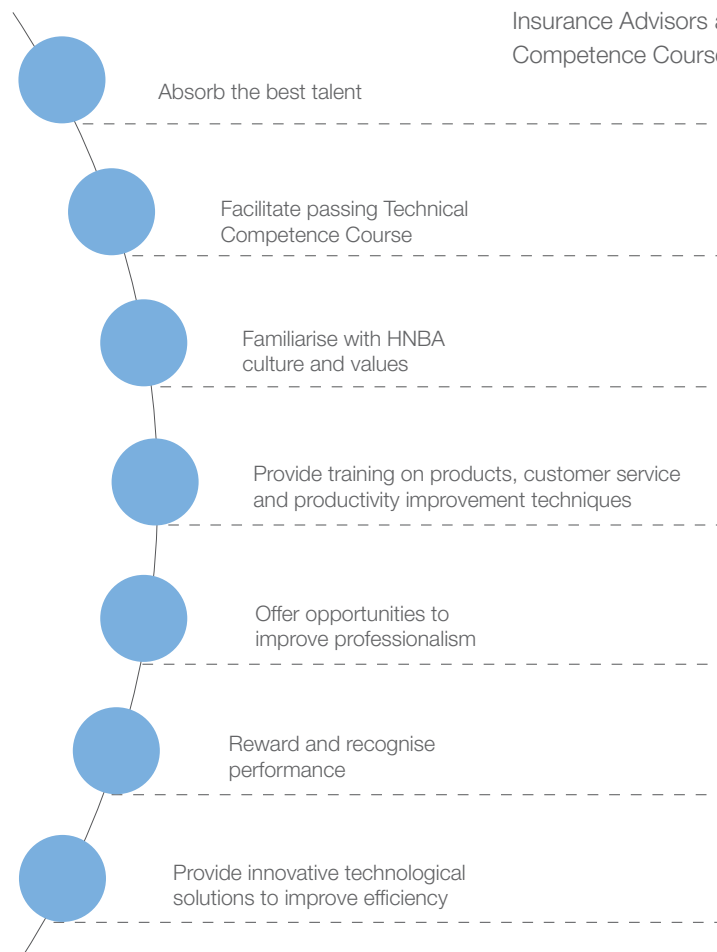 Insurance Advisors
Competence Course
Absorb the best talent
Facilitate passing Technical
Competence Course
Familiarise with HNBA
culture and values
Provide training on products, customer service
and productivity improvement techniques
Offer opportunities to
improve professionalism
Reward and recognise
performance
Provide innovative technological
solutions to improve efficiency